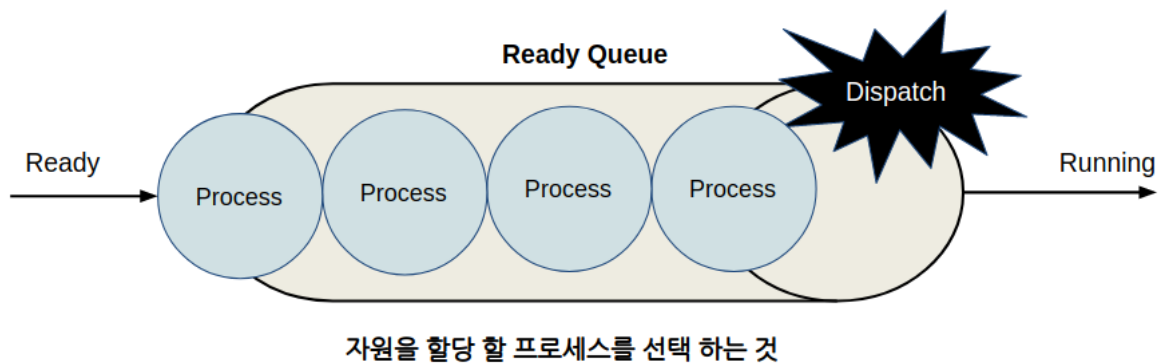 Ready Queue
Dispatch
Ready
Running
Process
Process
Process
Process
자원을 할당 할 프로세스를 선택 하는 것